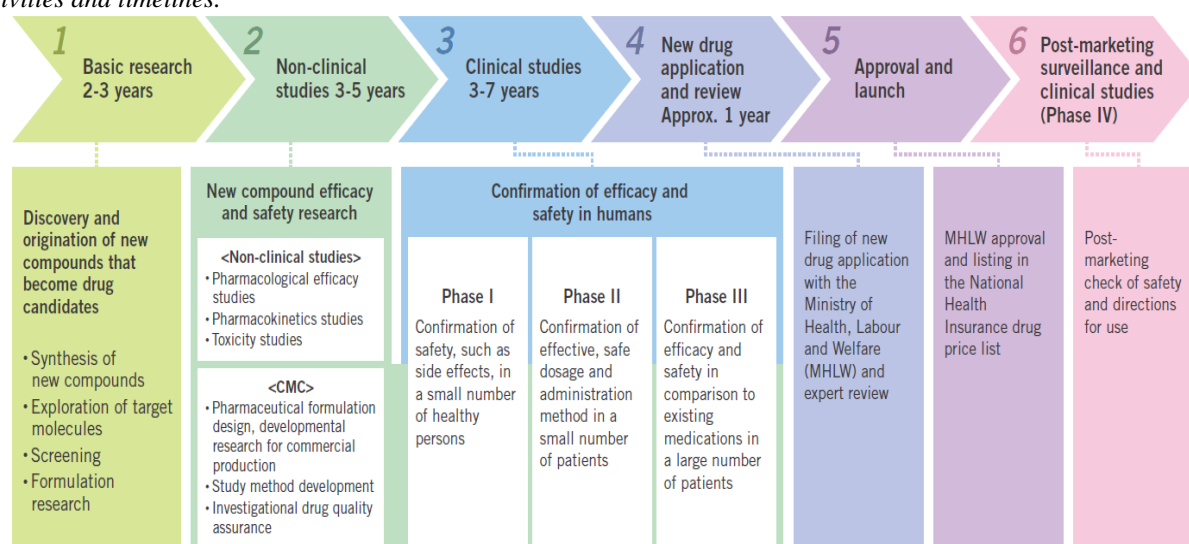 activities and timelines.
1
Basic research
2-3 years
2
Non-clinical
studies 3-5 years
3
Clinical studies
3-7 years
4
New drug
application
and review
Approx. 1 year
5
Approval and
launch
6
Post-marketing
surveillance and
clinical studies
(Phase IV)
Discovery and
origination of new
compounds that
become drug
candidates
• Synthesis of
new compounds
• Exploration of target
molecules
• Screening
• Formulation
research
New compound efficacy
and safety research
<Non-clinical studies>
• Pharmacological efficacy
studies
• Pharmacokinetics studies
• Toxicity studies
<CMC>
• Pharmaceutical formulation
design, developmental
research for commercial
production
• Study method development
• Investigational drug quality
assurance
Confirmation of efficacy and
safety in humans
Phase I
Confirmation of
safety, such as
side effects, in
a small number
of healthy
persons
Phase II
Confirmation of
effective, safe
dosage and
administration
method in a
small number
of patients
Phase III
Confirmation of
efficacy and
safety in
comparison to
existing
medications in
a large number
of patients
Filing of new
drug application
with the
Ministry of
Health, Labour
and Welfare
(MHLW) and
expert review
MHLW approval
and listing in
the National
Health
Insurance drug
price list
Post-
marketing
check of safety
and directions
for use